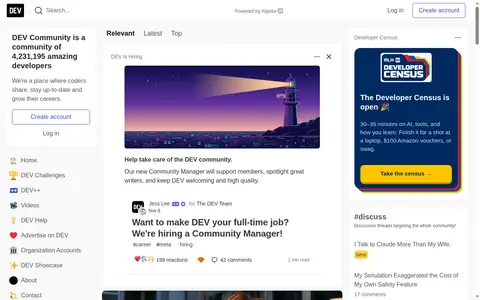 DEV
Search...
Powered by Algolia
Log in
Create account
DEV Community is a
community of
4,231,195 amazing
developers
We're a place where coders
share, stay up-to-date and
grow their careers.
Create account
Log in
Home
DEV Challenges
DEV++
Videos
DEV Help
Advertise on DEV
Organization Accounts
DEV Showcase
About
Contact
Relevant
Latest
Top
DEV is Hiring
Help take care of the DEV community.
Our new Community Manager will support members, spotlight great
writers, and keep DEV welcoming and high quality.
DEV
Jess Lee
for The DEV Team
Nov 6
Want to make DEV your full-time job?
We're hiring a Community Manager!
#career #meta #hiring
199 reactions
42 comments
2 min read
Developer Census
MLH
DEVELOPER
CENSUS
The Developer Census is
open
30–35 minutes on AI, tools, and
how you learn. Finish it for a shot at
a laptop, $100 Amazon vouchers, or
swag.
Take the census →
#discuss
Discussion threads targeting the whole community!
I Talk to Claude More Than My Wife.
New
My Simulation Exaggerated the Cost of
My Own Safety Feature
17 comments